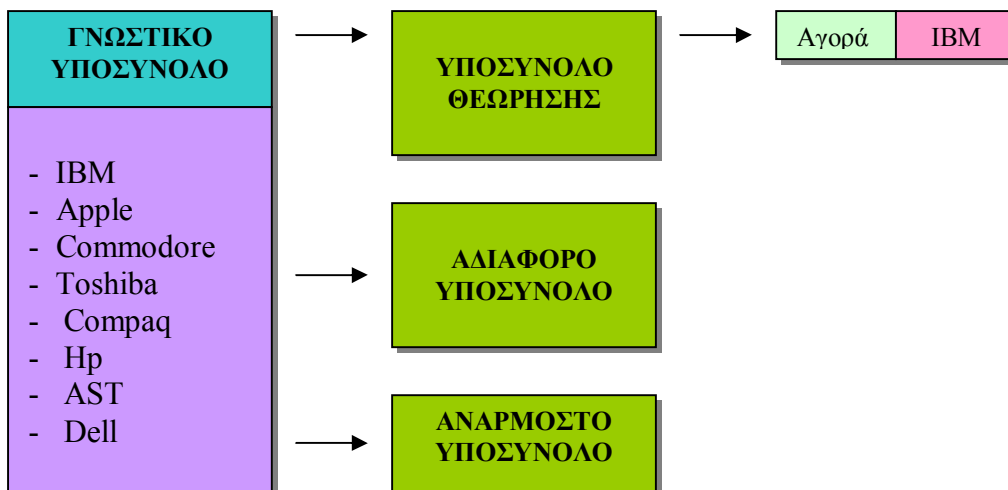 ΓΝΩΣΤΙΚΟ
ΥΠΟΣΥΝΟΛΟ
- IBM
- Apple
- Commodore
- Toshiba
- Compaq
- Hp
- AST
- Dell
ΥΠΟΣΥΝΟΛΟ
ΘΕΩΡΗΣΗΣ
ΑΔΙΑΦΟΡΟ
ΥΠΟΣΥΝΟΛΟ
ΑΝΑΡΜΟΣΤΟ
ΥΠΟΣΥΝΟΛΟ
Αγορά
IBM